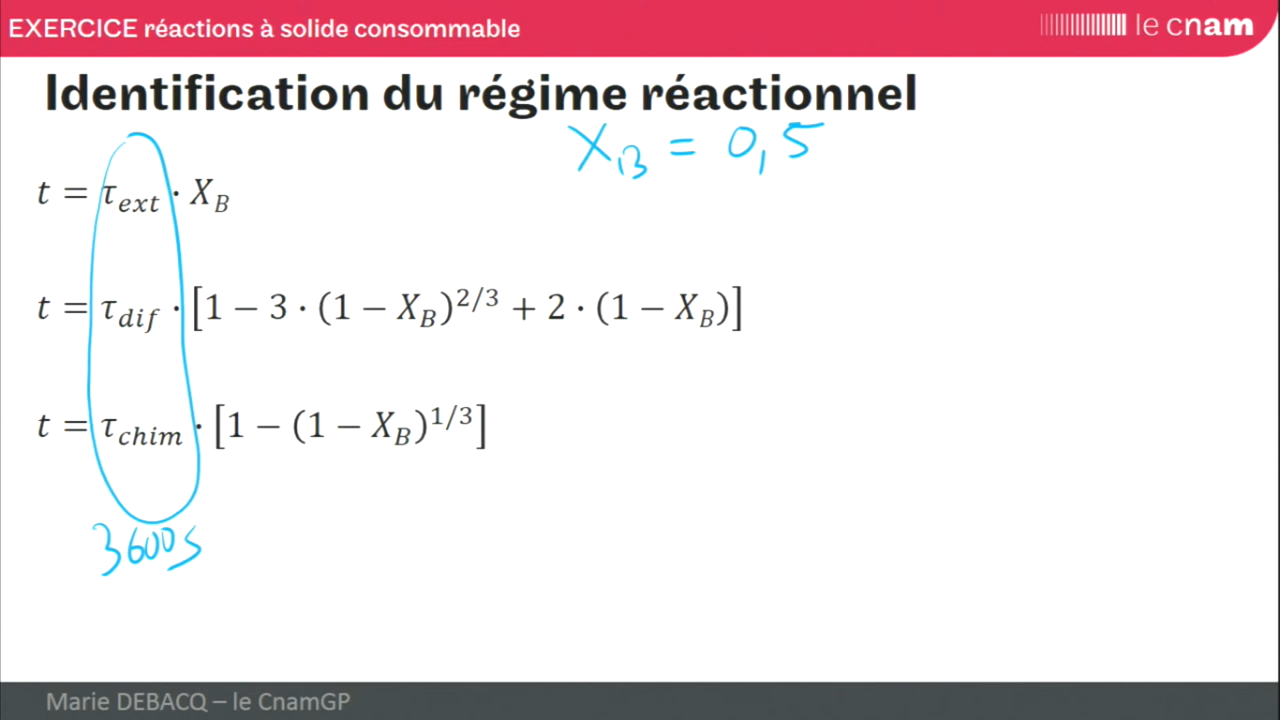 EXERCICE réactions à solide consommable
le cnam
Identification du régime réactionnel
X_B = 0,5
t = τ_ext · X_B
t = τ_dif · [1 − 3 · (1 − X_B)^2/3 + 2 · (1 − X_B)]
t = τ_chim · [1 − (1 − X_B)^1/3]
3600s
Marie DEBACQ – le CnamGP